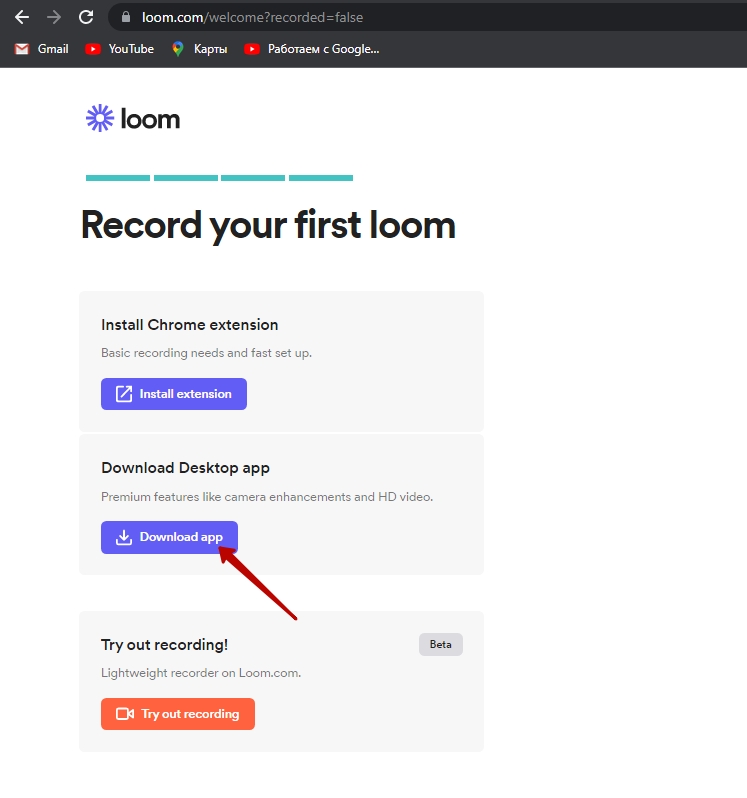 loom.com/welcome?recorded=false
Gmail YouTube Карты Работаем с Google...
loom
Record your first loom
Install Chrome extension
Basic recording needs and fast set up.
Install extension
Download Desktop app
Premium features like camera enhancements and HD video.
Download app
Try out recording!
Beta
Lightweight recorder on Loom.com.
Try out recording